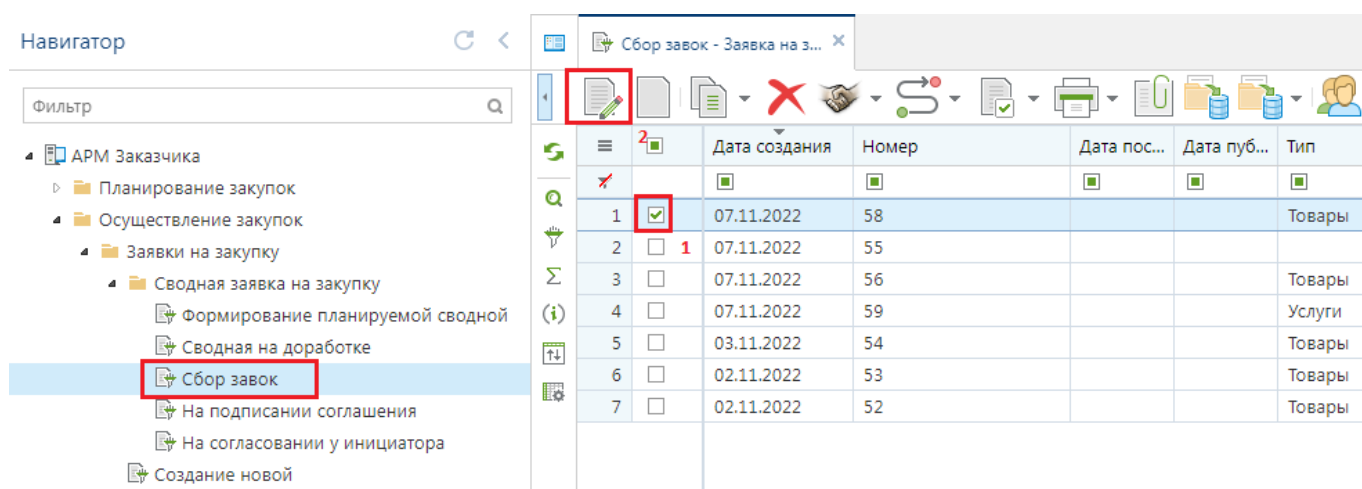 Навигатор
Сбор завок - Заявка на з...
Фильтр
АРМ Заказчика
Планирование закупок
Осуществление закупок
Заявки на закупку
Сводная заявка на закупку
Формирование планируемой сводной
Сводная на доработке
Сбор завок
На подписании соглашения
На согласовании у инициатора
Создание новой
2 Дата создания Номер Дата пос... Дата пуб... Тип
1 07.11.2022 58 Товары
2 1 07.11.2022 55
3 07.11.2022 56 Товары
4 07.11.2022 59 Услуги
5 03.11.2022 54 Товары
6 02.11.2022 53 Товары
7 02.11.2022 52 Товары